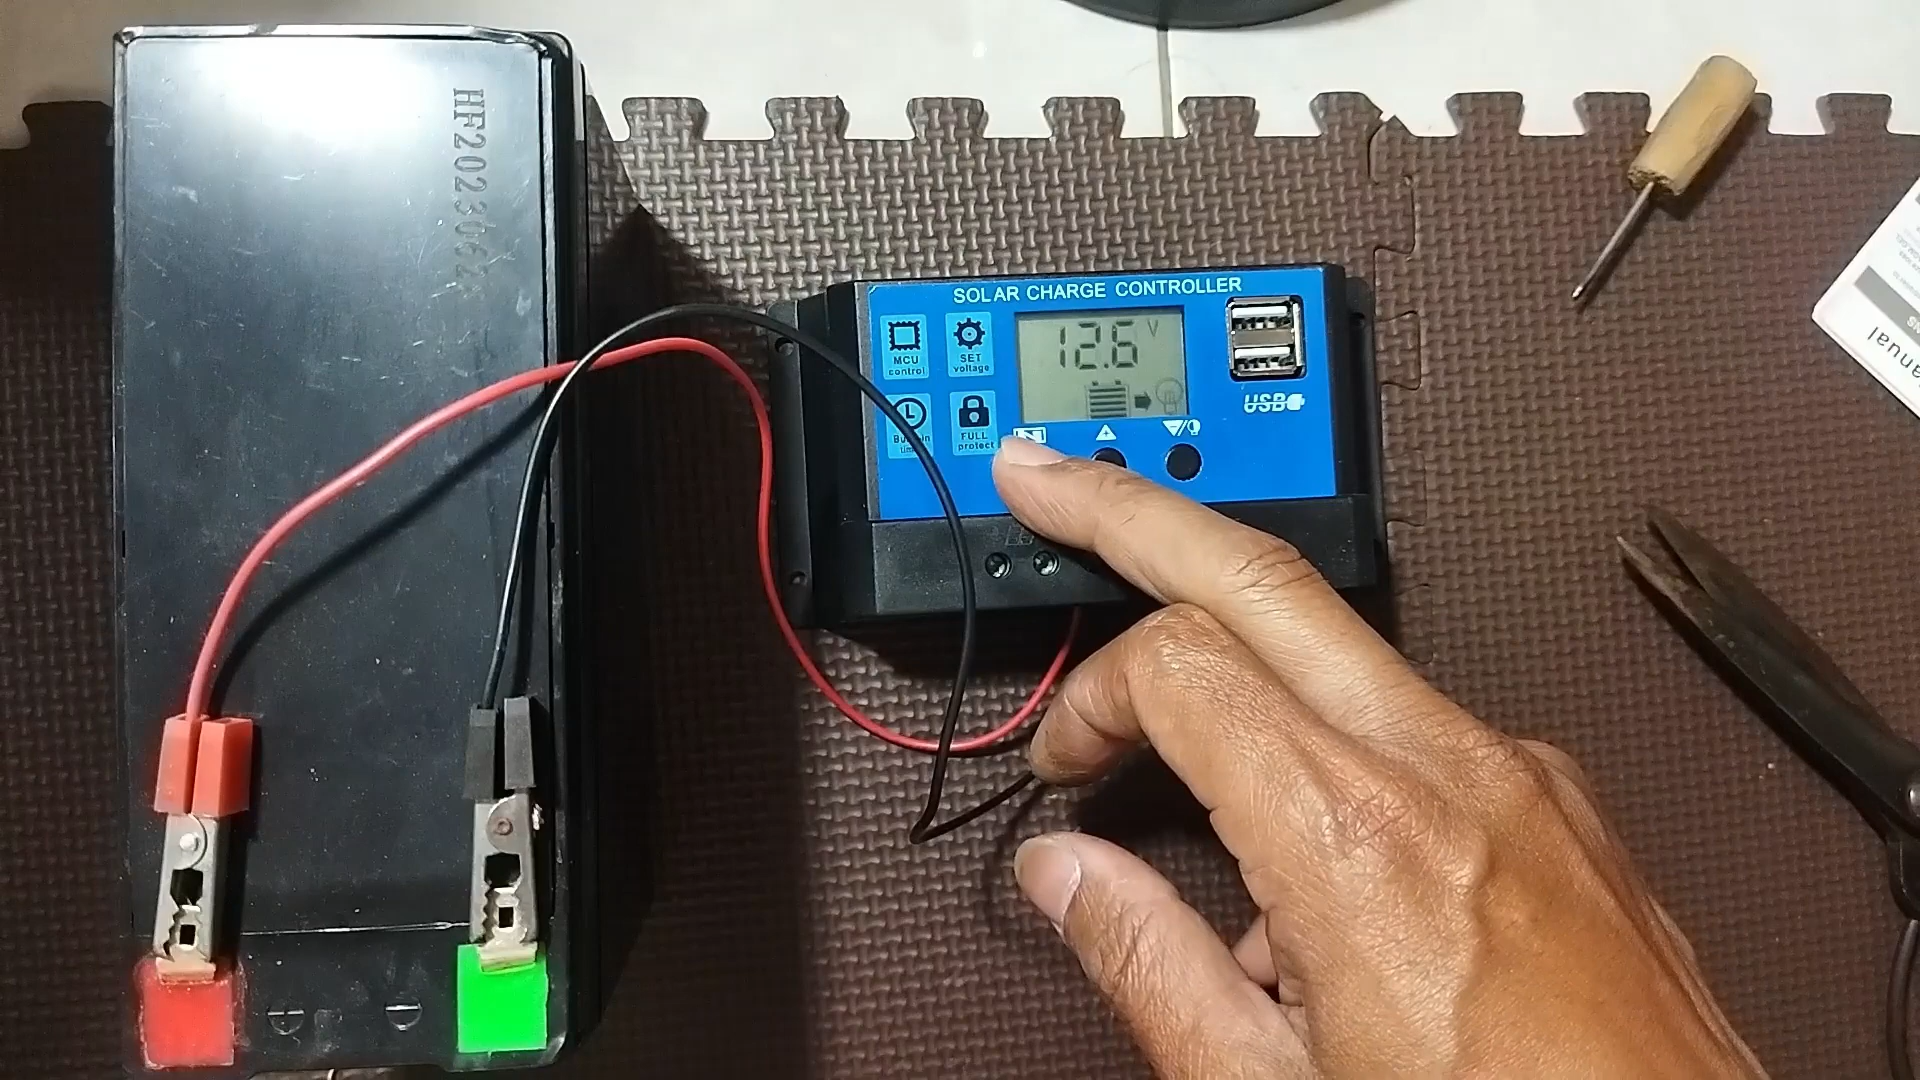 HF2023062
SOLAR CHARGE CONTROLLER
MCU
control
SET
voltage
12.6 V
FULL
protect
USB
anual